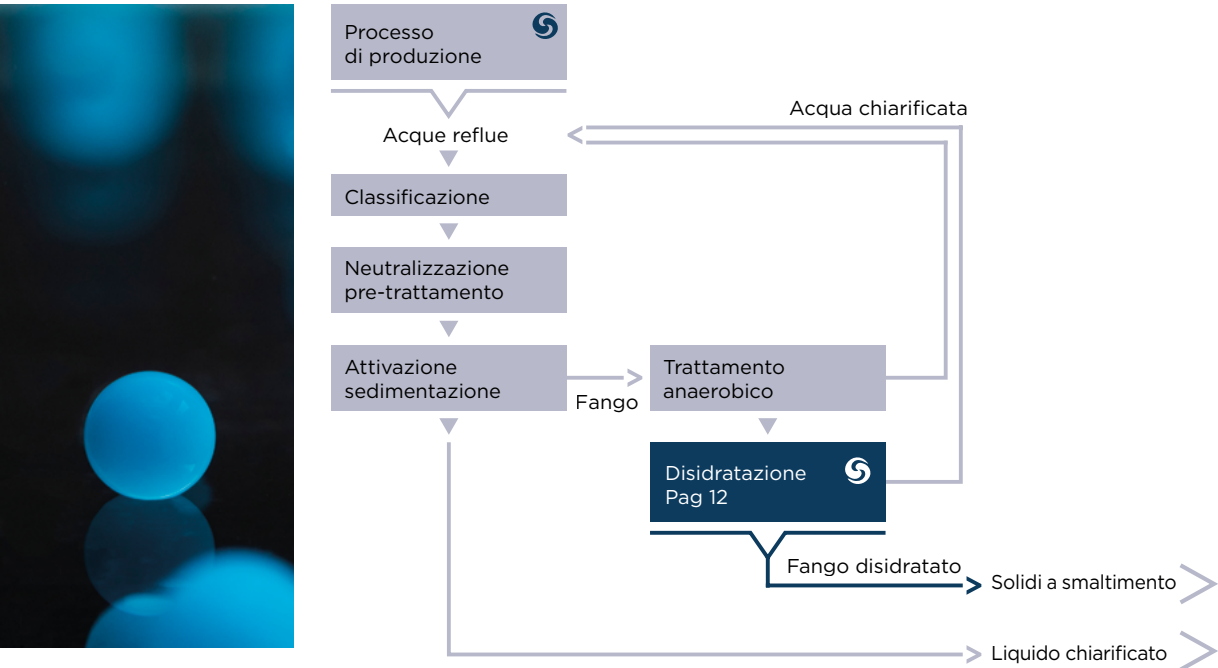 Processo
di produzione
Acque reflue
Acqua chiarificata
Classificazione
Neutralizzazione
pre-trattamento
Attivazione
sedimentazione
Fango
Trattamento
anaerobico
Disidratazione
Pag 12
Fango disidratato
Solidi a smaltimento
Liquido chiarificato